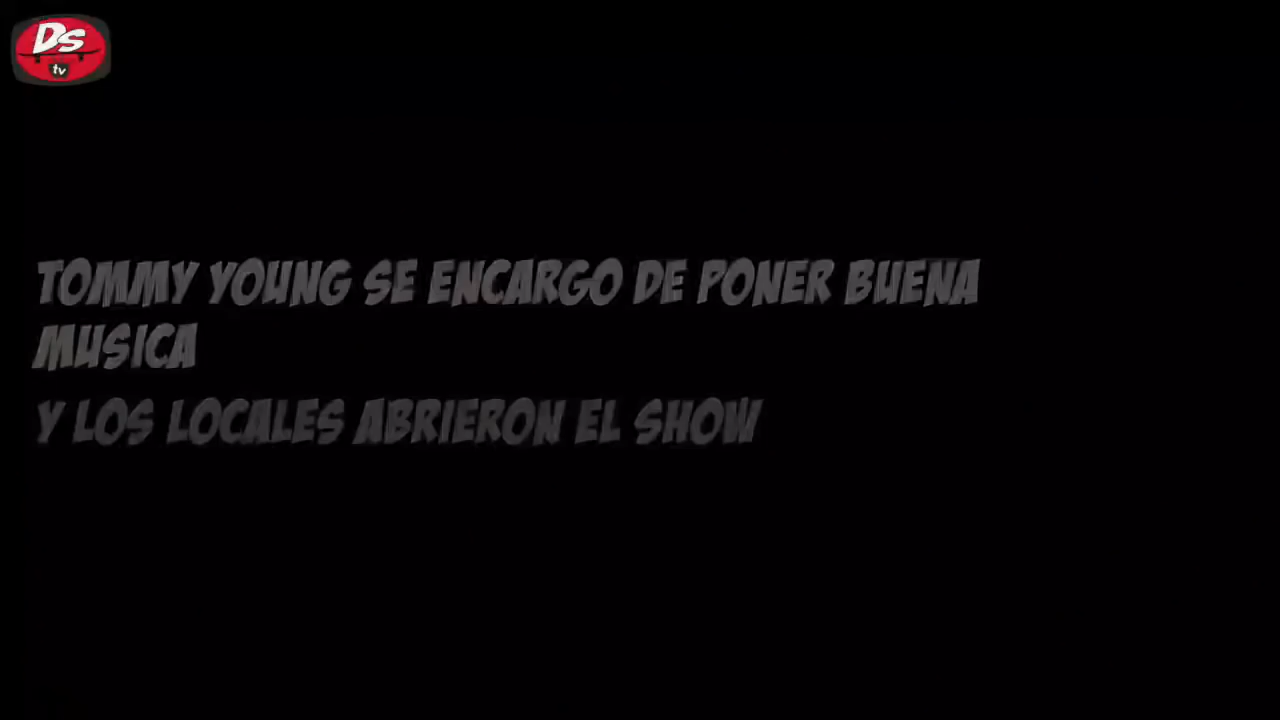 Ds
tv
TOMMY YOUNG SE ENCARGO DE PONER BUENA
MUSICA
Y LOS LOCALES ABRIERON EL SHOW